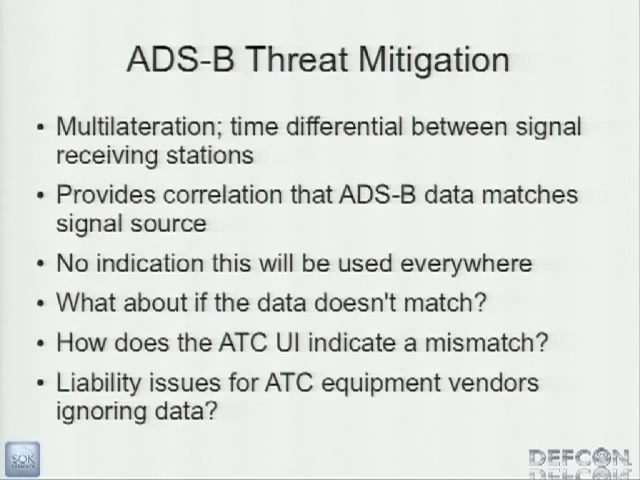 ADS-B Threat Mitigation
• Multilateration; time differential between signal
receiving stations
• Provides correlation that ADS-B data matches
signal source
• No indication this will be used everywhere
• What about if the data doesn't match?
• How does the ATC UI indicate a mismatch?
• Liability issues for ATC equipment vendors
ignoring data?
SOK
DEFCON